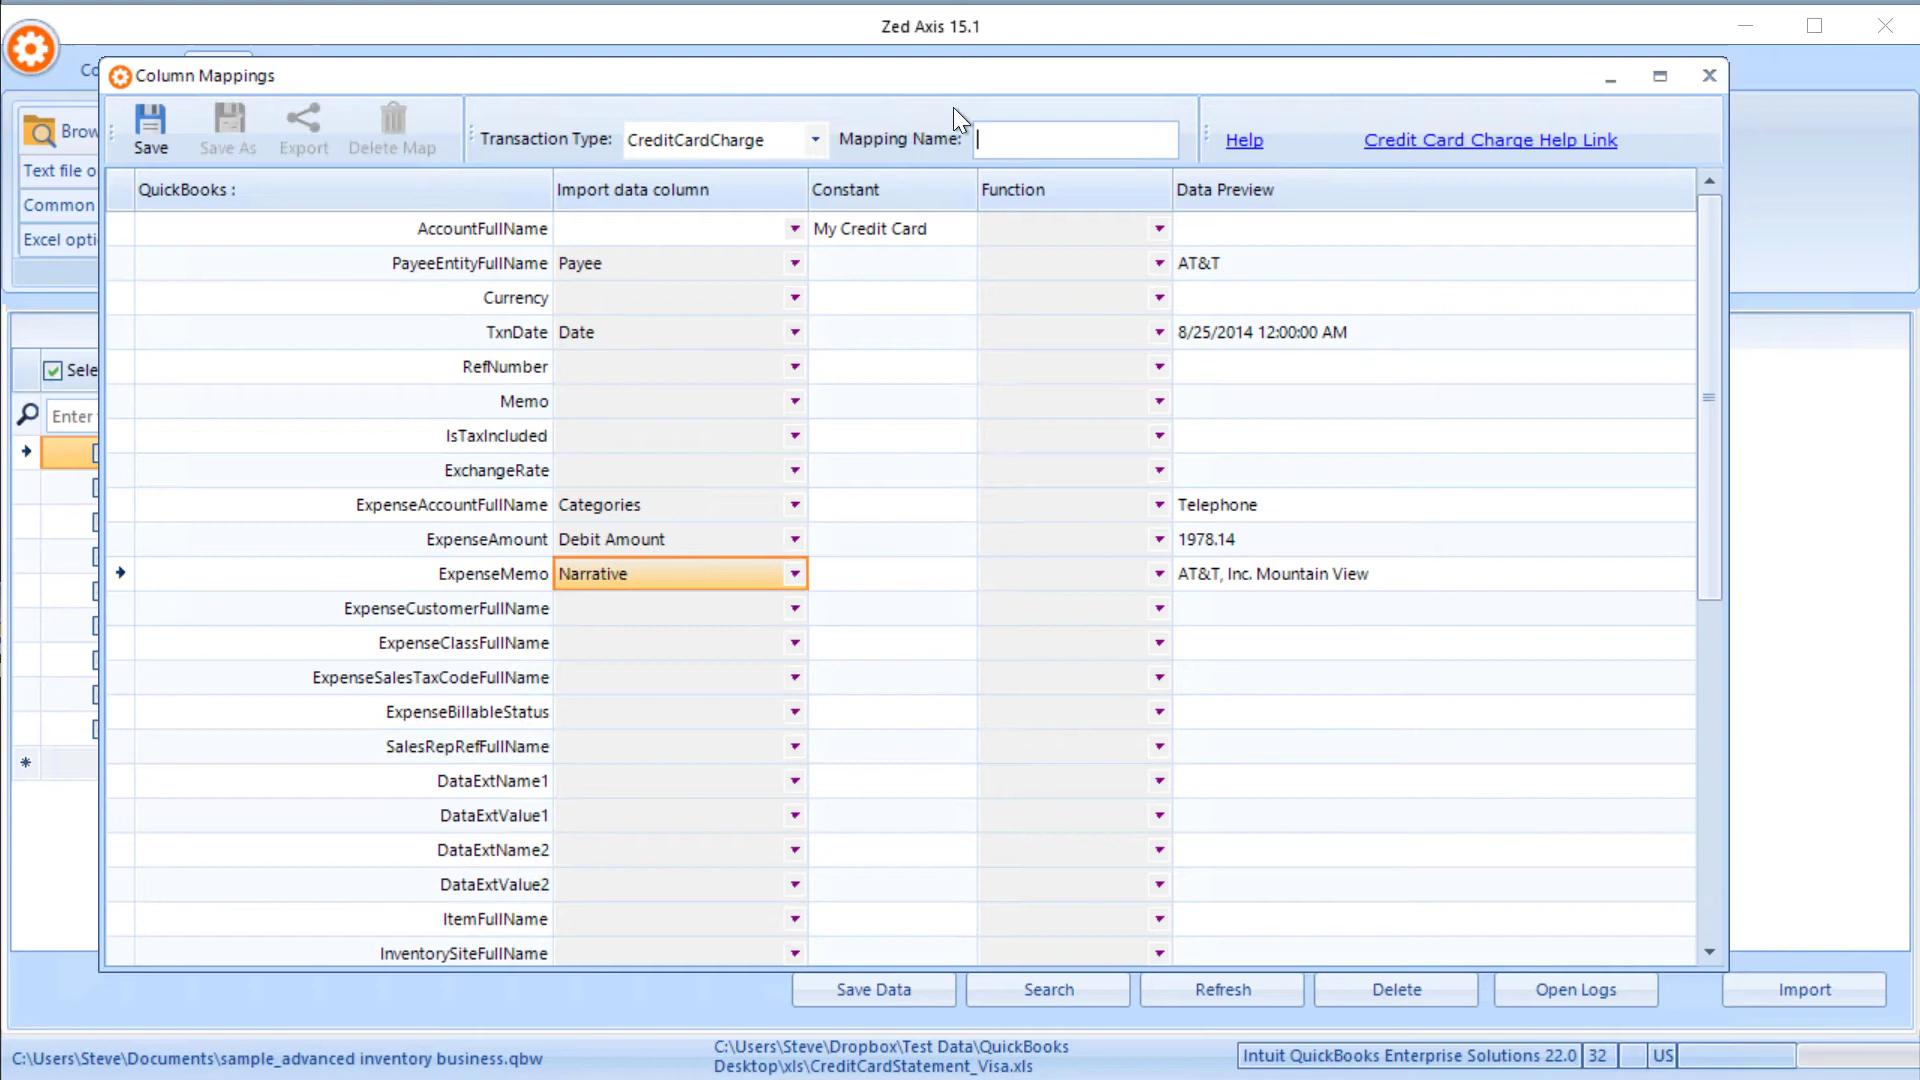 Zed Axis 15.1
Co
Column Mappings
Brow
Text file o
Common
Excel opti
Save
Save As
Export
Delete Map
Transaction Type:
CreditCardCharge
Mapping Name:
Help
Credit Card Charge Help Link
QuickBooks :
Import data column
Constant
Function
Data Preview
AccountFullName
My Credit Card
PayeeEntityFullName
Payee
AT&T
Currency
TxnDate
Date
8/25/2014 12:00:00 AM
RefNumber
Memo
IsTaxIncluded
ExchangeRate
ExpenseAccountFullName
Categories
Telephone
ExpenseAmount
Debit Amount
1978.14
ExpenseMemo
Narrative
AT&T, Inc. Mountain View
ExpenseCustomerFullName
ExpenseClassFullName
ExpenseSalesTaxCodeFullName
ExpenseBillableStatus
SalesRepRefFullName
DataExtName1
DataExtValue1
DataExtName2
DataExtValue2
ItemFullName
InventorySiteFullName
Sele
Enter
Save Data
Search
Refresh
Delete
Open Logs
Import
C:\Users\Steve\Documents\sample_advanced inventory business.qbw
C:\Users\Steve\Dropbox\Test Data\QuickBooks
Desktop\xls\CreditCardStatement_Visa.xls
Intuit QuickBooks Enterprise Solutions 22.0
32
US